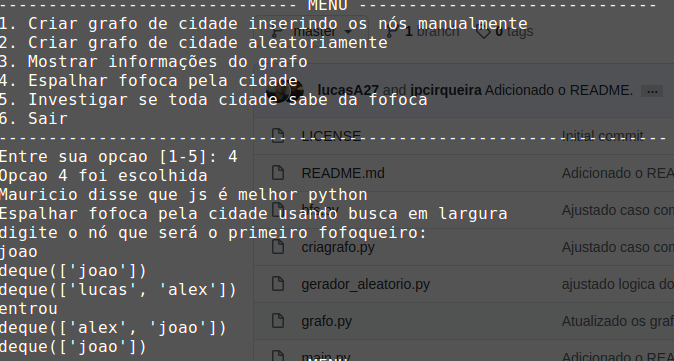 ------------------------------ MENU ------------------------------
1. Criar grafo de cidade inserindo os nós manualmente
2. Criar grafo de cidade aleatoriamente
3. Mostrar informações do grafo
4. Espalhar fofoca pela cidade
5. Investigar se toda cidade sabe da fofoca
6. Sair
-------------------------------------------------------------------
Entre sua opcao [1-5]: 4
Opcao 4 foi escolhida
Mauricio disse que js é melhor python
Espalhar fofoca pela cidade usando busca em largura
digite o nó que será o primeiro fofoqueiro:
joao
deque(['joao'])
deque(['lucas', 'alex'])
entrou
deque(['alex', 'joao'])
deque(['joao'])
MENU
master
1 branch
0 tags
lucasA27 and jpcirqueira Adicionado o README. ...
LICENSE Initial commit
README.md Adicionado o REA
bfs.py Ajustado caso com
criagrafo.py Ajustado caso com
gerador_aleatorio.py ajustado logica do
grafo.py Atualizado os graf
main.py Adicionado o REA